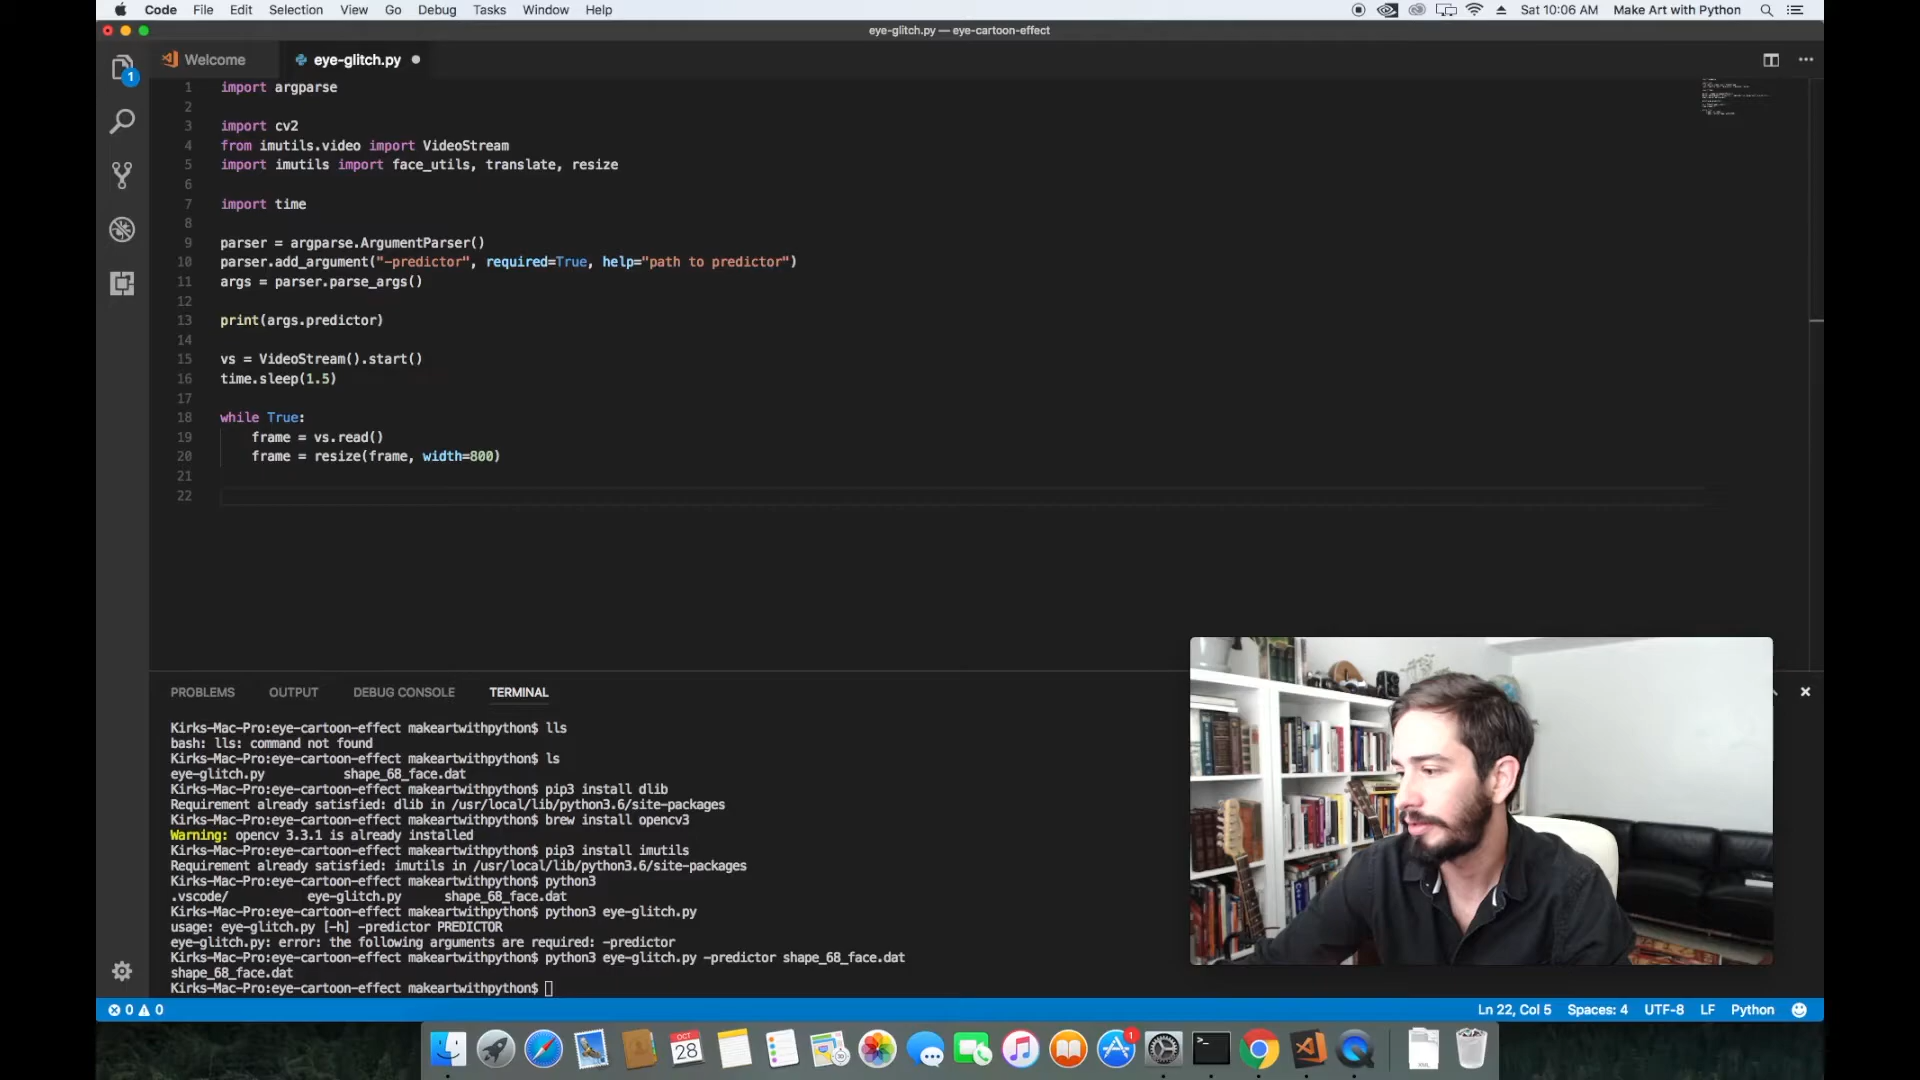 Code File Edit Selection View Go Debug Tasks Window Help Sat 10:06 AM Make Art with Python
eye-glitch.py — eye-cartoon-effect
1
Welcome eye-glitch.py
1 import argparse
2
3 import cv2
4 from imutils.video import VideoStream
5 import imutils import face_utils, translate, resize
6
7 import time
8
9 parser = argparse.ArgumentParser()
10 parser.add_argument("-predictor", required=True, help="path to predictor")
11 args = parser.parse_args()
12
13 print(args.predictor)
14
15 vs = VideoStream().start()
16 time.sleep(1.5)
17
18 while True:
19 frame = vs.read()
20 frame = resize(frame, width=800)
21
22
PROBLEMS OUTPUT DEBUG CONSOLE TERMINAL
Kirks-Mac-Pro:eye-cartoon-effect makeartwithpython$ lls
bash: lls: command not found
Kirks-Mac-Pro:eye-cartoon-effect makeartwithpython$ ls
eye-glitch.py shape_68_face.dat
Kirks-Mac-Pro:eye-cartoon-effect makeartwithpython$ pip3 install dlib
Requirement already satisfied: dlib in /usr/local/lib/python3.6/site-packages
Kirks-Mac-Pro:eye-cartoon-effect makeartwithpython$ brew install opencv3
Warning: opencv 3.3.1 is already installed
Kirks-Mac-Pro:eye-cartoon-effect makeartwithpython$ pip3 install imutils
Requirement already satisfied: imutils in /usr/local/lib/python3.6/site-packages
Kirks-Mac-Pro:eye-cartoon-effect makeartwithpython$ python3
.vscode/ eye-glitch.py shape_68_face.dat
Kirks-Mac-Pro:eye-cartoon-effect makeartwithpython$ python3 eye-glitch.py
usage: eye-glitch.py [-h] -predictor PREDICTOR
eye-glitch.py: error: the following arguments are required: -predictor
Kirks-Mac-Pro:eye-cartoon-effect makeartwithpython$ python3 eye-glitch.py -predictor shape_68_face.dat
shape_68_face.dat
Kirks-Mac-Pro:eye-cartoon-effect makeartwithpython$
0 0 Ln 22, Col 5 Spaces: 4 UTF-8 LF Python
OCT
28
1